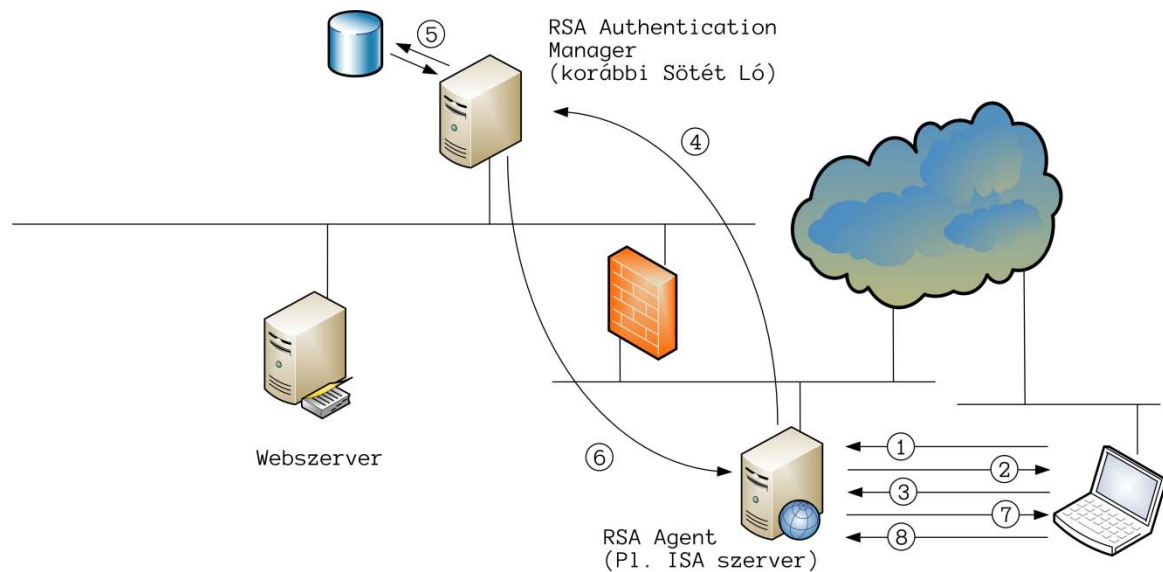 ⑤
RSA Authentication
Manager
(korábbi Sötét Ló)
④
①
⑥
②
③
⑦
⑧
Webszerver
RSA Agent
(Pl. ISA szerver)